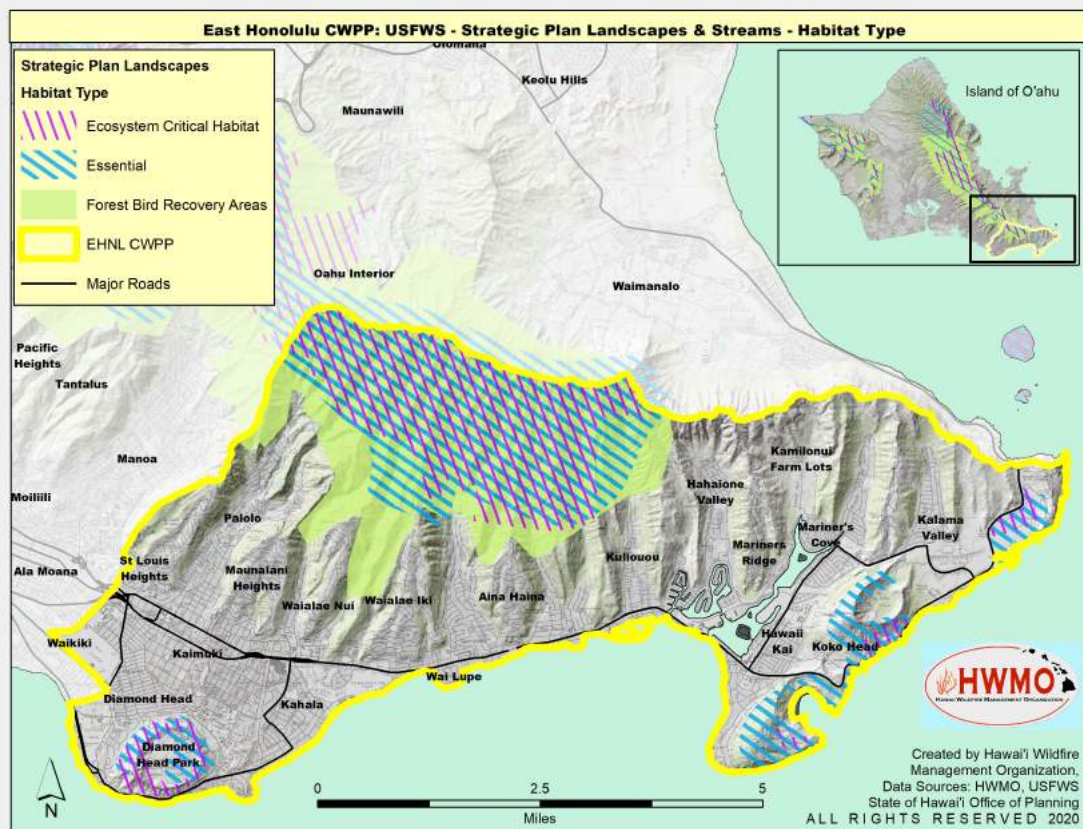 East Honolulu CWPP: USFWS - Strategic Plan Landscapes & Streams - Habitat Type
Strategic Plan Landscapes
Habitat Type
Ecosystem Critical Habitat
Essential
Forest Bird Recovery Areas
EHNL CWPP
Major Roads
Olomana
Keolu Hills
Maunawili
Island of O'ahu
Oahu Interior
Waimanalo
Pacific
Heights
Tantalus
Manoa
Moiliili
Kamilonui
Farm Lots
Hahaione
Valley
Palolo
Mariner's
Cove
Kalama
Valley
Ala Moana
St Louis
Heights
Maunalani
Heights
Kuliouou
Mariners
Ridge
Waialae Nui
Waialae Iki
Aina Haina
Waikiki
Kaimuki
Hawaii
Kai
Koko Head
Wai Lupe
Diamond Head
Kahala
Diamond
Head Park
HWMO
HAWAII WILDFIRE MANAGEMENT ORGANIZATION
N
0
2.5
5
Miles
Created by Hawai'i Wildfire
Management Organization,
Data Sources: HWMO, USFWS
State of Hawai'i Office of Planning
ALL RIGHTS RESERVED 2020